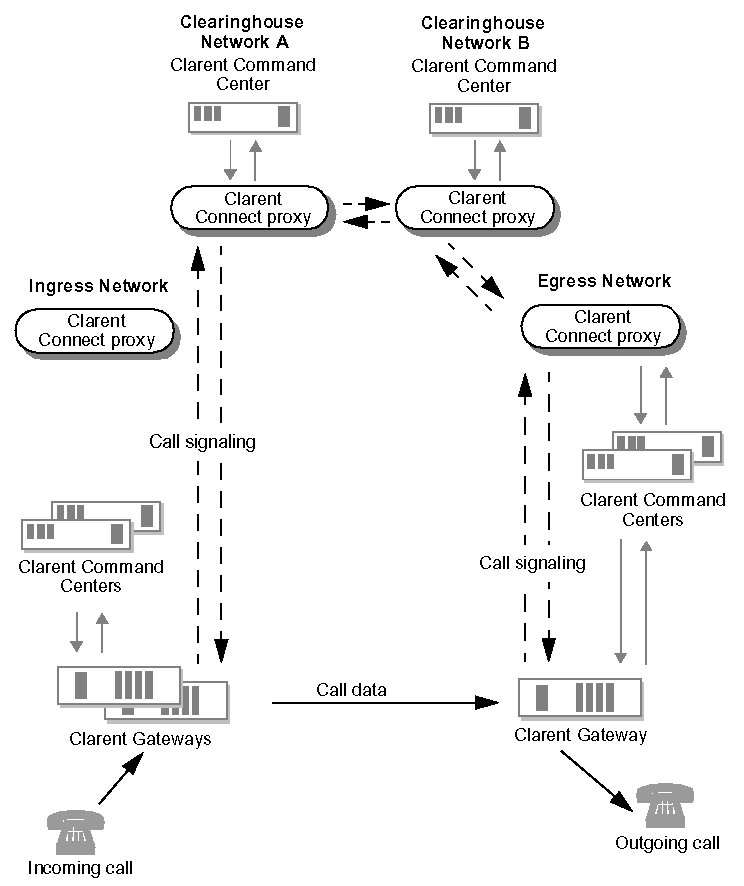 Clearinghouse
Network A
Clarent Command
Center
Clearinghouse
Network B
Clarent Command
Center
Clarent
Connect proxy
Clarent
Connect proxy
Ingress Network
Clarent
Connect proxy
Egress Network
Clarent
Connect proxy
Call signaling
Clarent Command
Centers
Clarent Command
Centers
Call signaling
Call data
Clarent Gateways
Clarent Gateway
Incoming call
Outgoing call